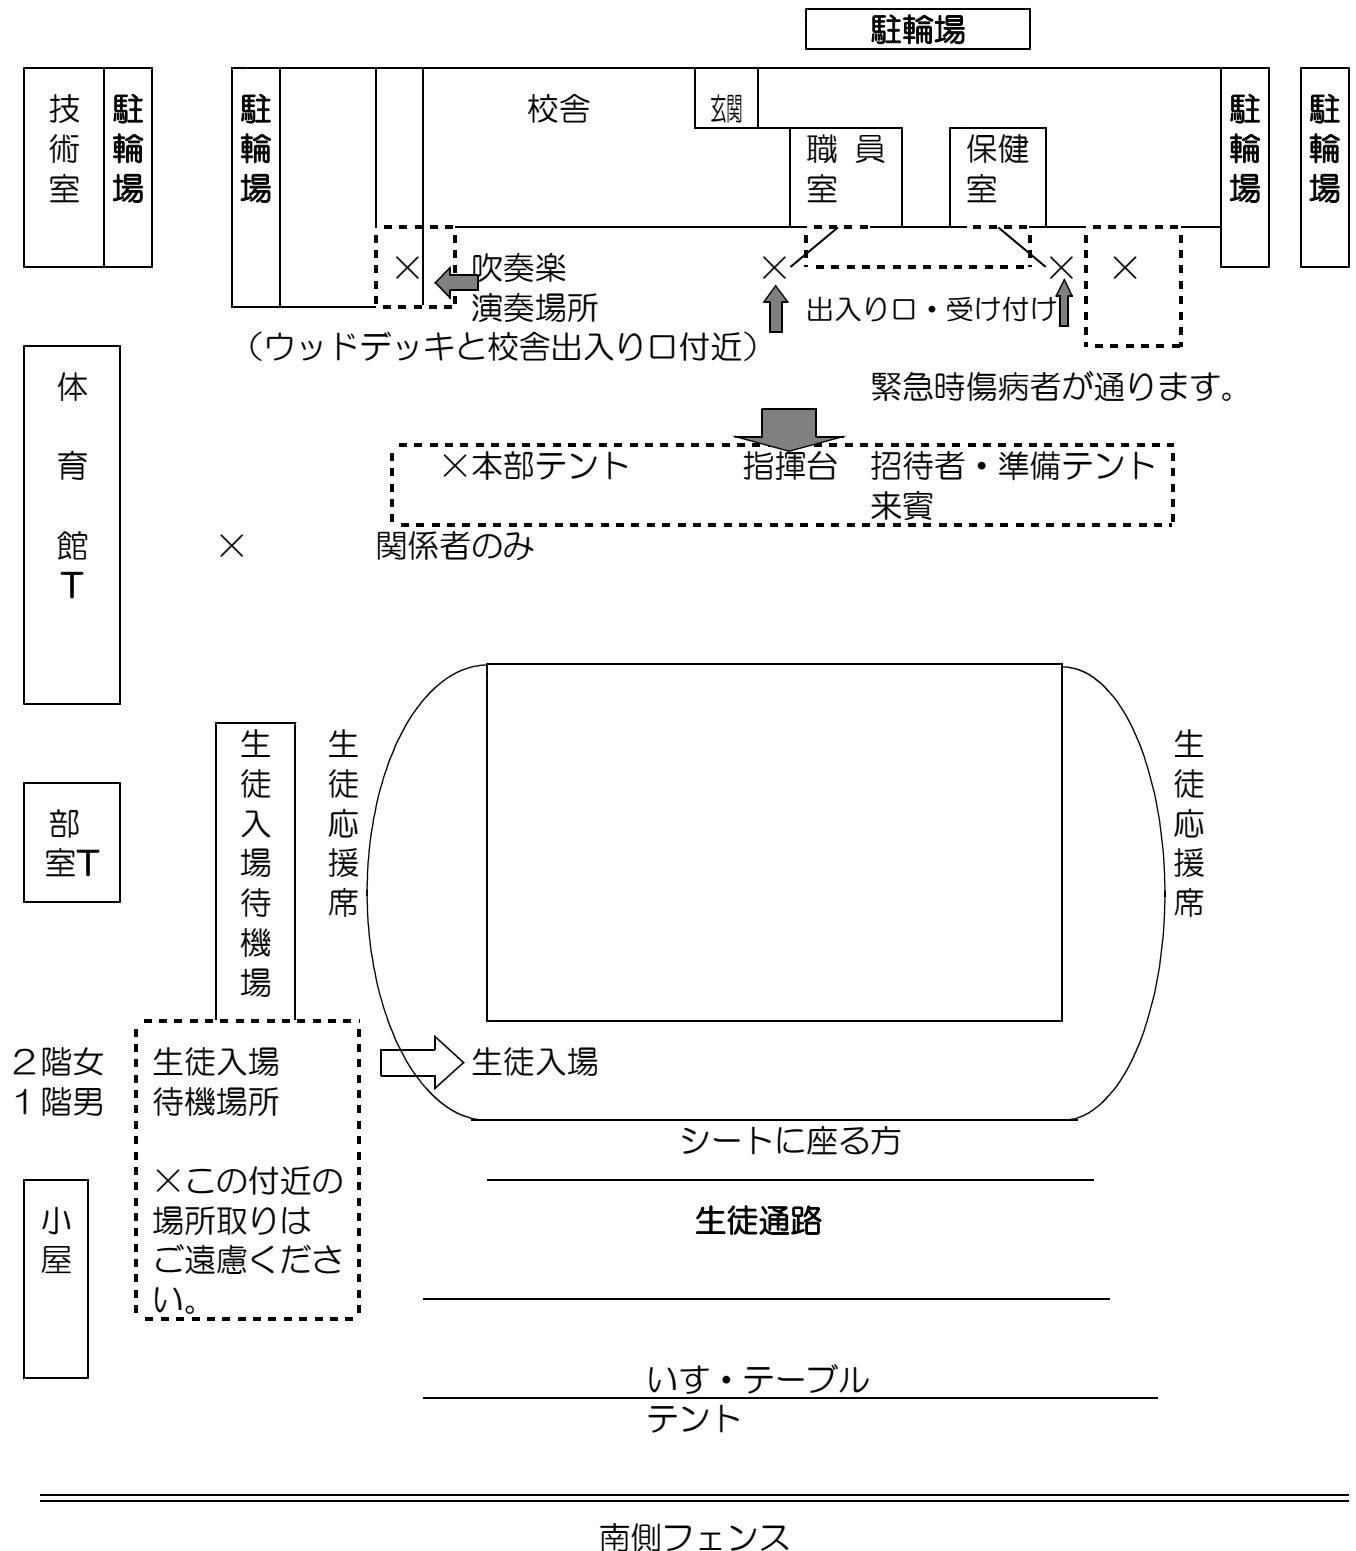 駐輪場
技術室
駐輪場
駐輪場
校舎
玄関
職員室
保健室
駐輪場
駐輪場
×
吹奏楽
演奏場所
（ウッドデッキと校舎出入り口付近）
×
出入り口・受け付け
×
×
緊急時傷病者が通ります。
体育館T
×本部テント
指揮台
招待者・準備テント
来賓
×
関係者のみ
生徒入場待機場
生徒応援席
生徒応援席
部
室T
２階女
１階男
生徒入場
待機場所
×この付近の
場所取りは
ご遠慮くださ
い。
生徒入場
シートに座る方
生徒通路
小屋
いす・テーブル
テント
南側フェンス